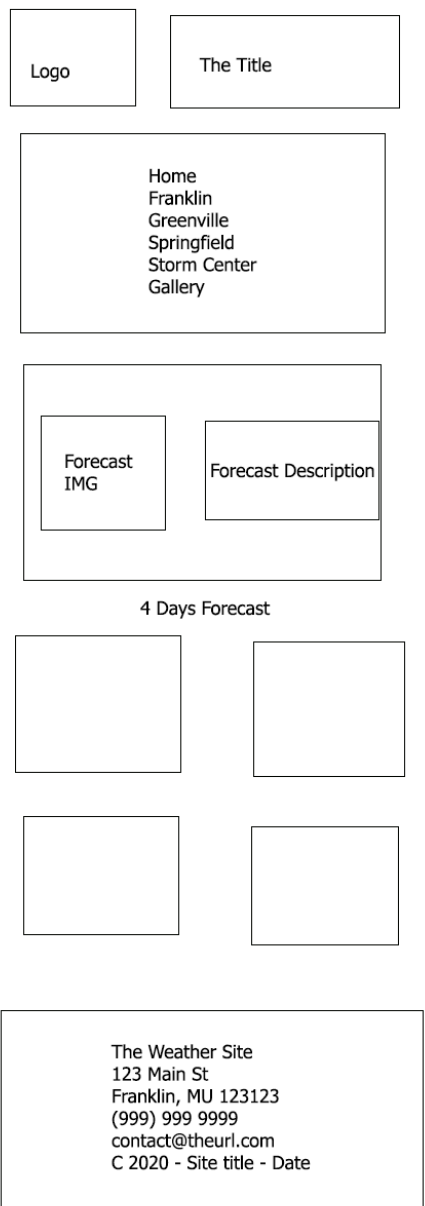 Logo
The Title
Home
Franklin
Greenville
Springfield
Storm Center
Gallery
Forecast
IMG
Forecast Description
4 Days Forecast
The Weather Site
123 Main St
Franklin, MU 123123
(999) 999 9999
contact@theurl.com
C 2020 - Site title - Date